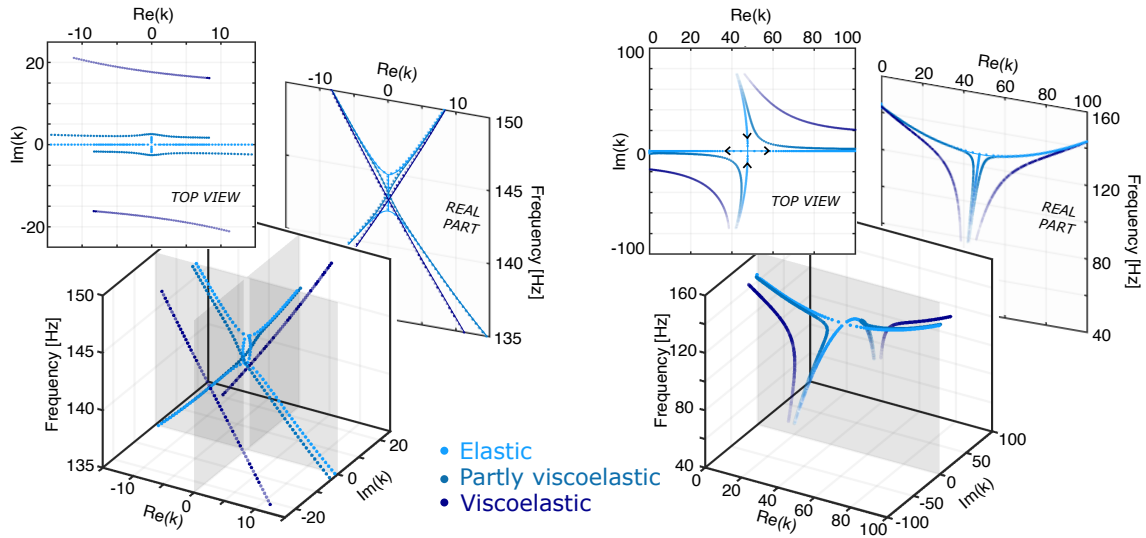 Re(k)
-10 0 10
20
0
-20
Im(k)
TOP VIEW
Re(k)
-10 0 10
150
145
140
135
Frequency [Hz]
REAL
PART
150
145
140
135
Frequency [Hz]
-10 0 10
Re(k)
-20 0 20
Im(k)
Elastic
Partly viscoelastic
Viscoelastic
Re(k)
0 20 40 60 80 100
100
0
-100
Im(k)
TOP VIEW
Re(k)
0 20 40 60 80 100
160
120
80
40
Frequency [Hz]
REAL
PART
160
140
120
100
80
60
40
Frequency [Hz]
0 20 40 60 80 100
Re(k)
-100 -50 0 50 100
Im(k)